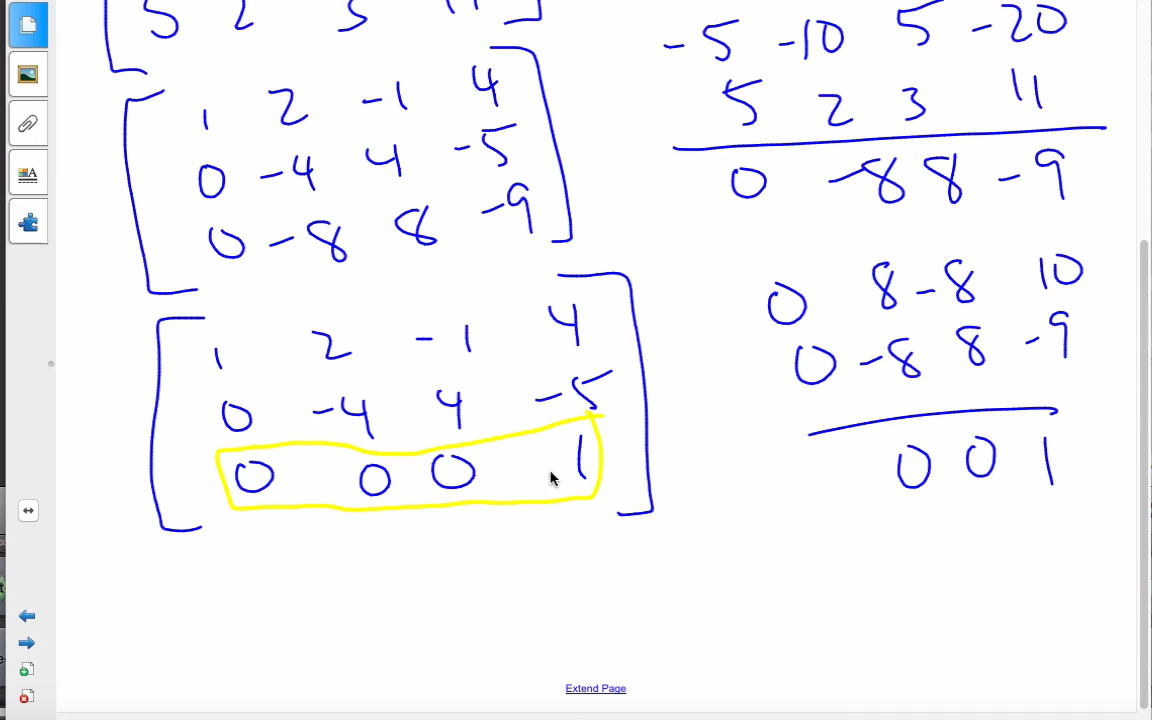 5 2 3 11
1 2 -1 4
0 -4 4 -5
0 -8 8 -9
1 2 -1 4
0 -4 4 -5
0 0 0 1
-5 -10 5 -20
5 2 3 11
0 -8 8 -9
0 8 -8 10
0 -8 8 -9
0 0 1
Extend Page